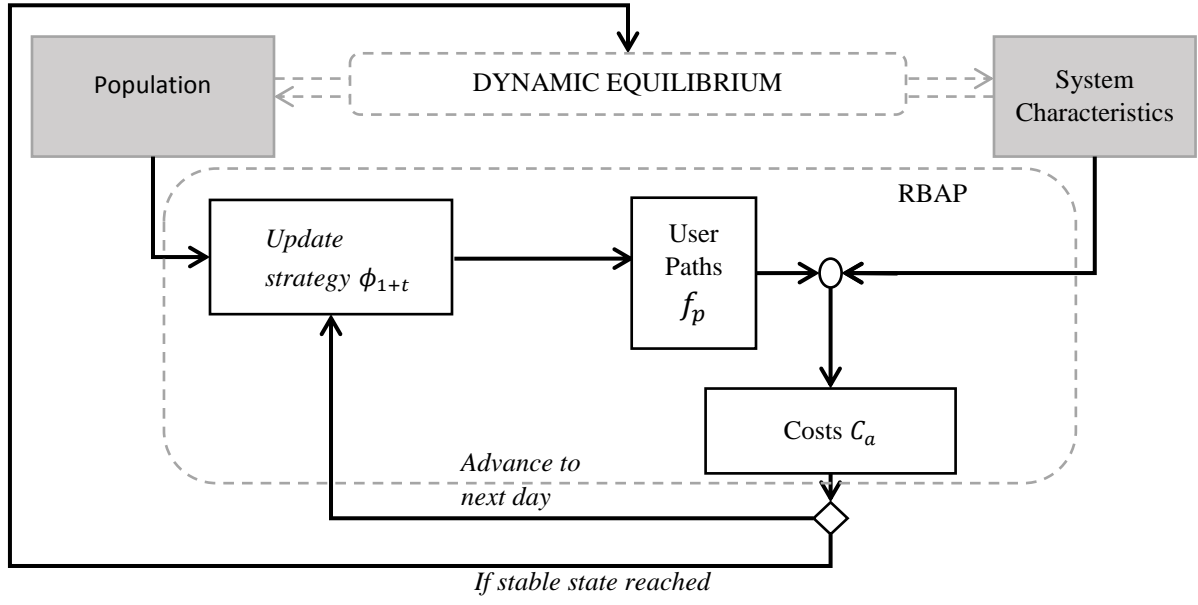 Population
DYNAMIC EQUILIBRIUM
System
Characteristics
RBAP
Update
strategy ϕ₁₊ₜ
User
Paths
fₚ
Costs Cₐ
Advance to
next day
If stable state reached